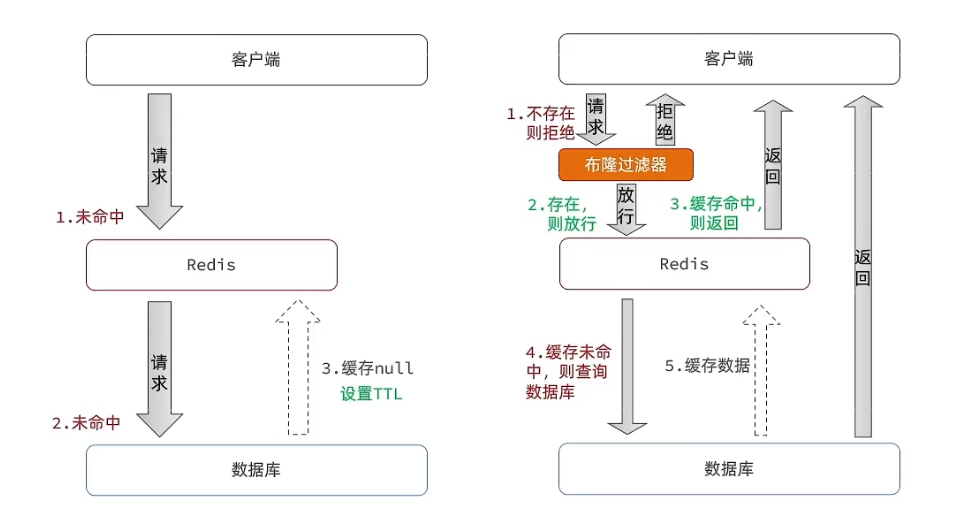 客户端
请求
1.未命中
Redis
请求
2.未命中
3.缓存null
设置TTL
数据库
客户端
1.不存在
则拒绝
请求
拒绝
布隆过滤器
2.存在，
则放行
放行
3.缓存命中，
则返回
返回
Redis
返回
4.缓存未命
中，则查询
数据库
5.缓存数据
数据库